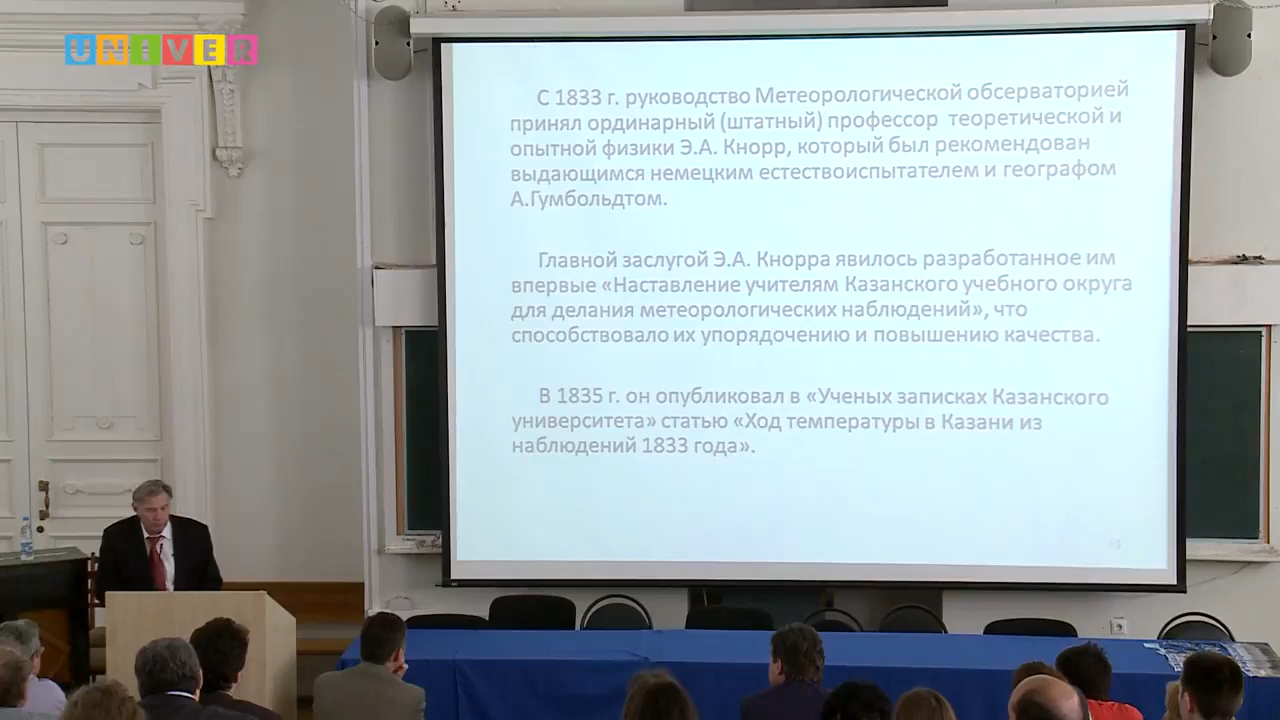 UNIVER
С 1833 г. руководство Метеорологической обсерваторией
принял ординарный (штатный) профессор теоретической и
опытной физики Э.А. Кнорр, который был рекомендован
выдающимся немецким естествоиспытателем и географом
А.Гумбольдтом.
Главной заслугой Э.А. Кнорра явилось разработанное им
впервые «Наставление учителям Казанского учебного округа
для делания метеорологических наблюдений», что
способствовало их упорядочению и повышению качества.
В 1835 г. он опубликовал в «Ученых записках Казанского
университета» статью «Ход температуры в Казани из
наблюдений 1833 года».